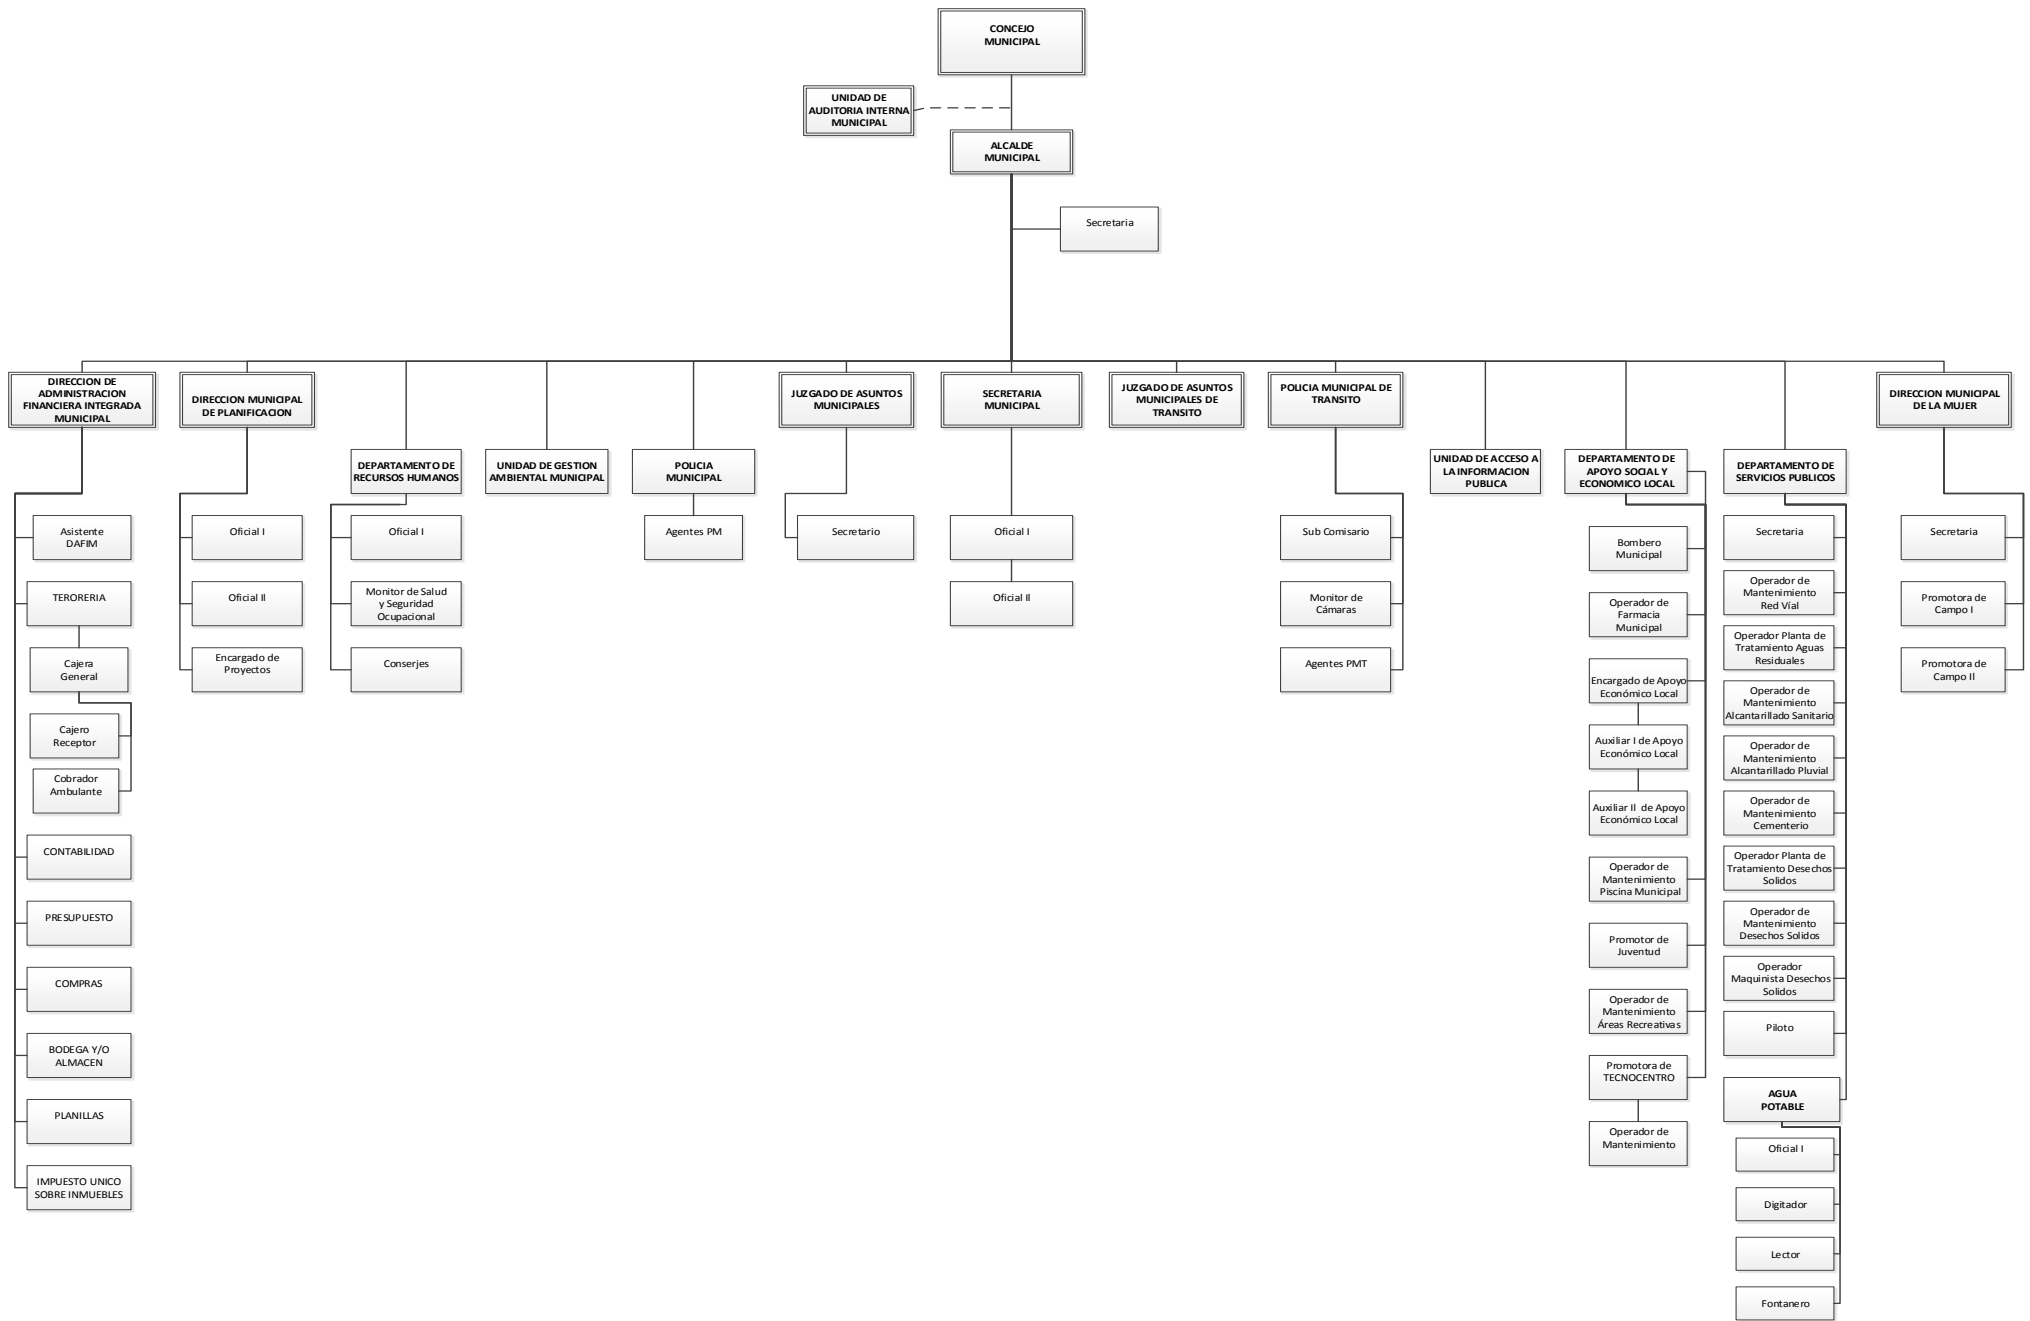 CONCEJO
MUNICIPAL
UNIDAD DE
AUDITORIA INTERNA
MUNICIPAL
ALCALDE
MUNICIPAL
Secretaria
DIRECCION DE
ADMINISTRACION
FINANCIERA INTEGRADA
MUNICIPAL
DIRECCION MUNICIPAL
DE PLANIFICACION
JUZGADO DE ASUNTOS
MUNICIPALES
SECRETARIA
MUNICIPAL
JUZGADO DE ASUNTOS
MUNICIPALES DE
TRANSITO
POLICIA MUNICIPAL DE
TRANSITO
DIRECCION MUNICIPAL
DE LA MUJER
DEPARTAMENTO DE
RECURSOS HUMANOS
UNIDAD DE GESTION
AMBIENTAL MUNICIPAL
POLICIA
MUNICIPAL
UNIDAD DE ACCESO A
LA INFORMACION
PUBLICA
DEPARTAMENTO DE
APOYO SOCIAL Y
ECONOMICO LOCAL
DEPARTAMENTO DE
SERVICIOS PUBLICOS
Asistente
DAFIM
TERORERIA
Cajera
General
Cajero
Receptor
Cobrador
Ambulante
CONTABILIDAD
PRESUPUESTO
COMPRAS
BODEGA Y/O
ALMACEN
PLANILLAS
IMPUESTO UNICO
SOBRE INMUEBLES
Oficial I
Oficial II
Encargado de
Proyectos
Oficial I
Monitor de Salud
y Seguridad
Ocupacional
Conserjes
Agentes PM
Secretario
Oficial I
Oficial II
Sub Comisario
Monitor de
Cámaras
Agentes PMT
Bombero
Municipal
Operador de
Farmacia
Municipal
Encargado de Apoyo
Económico Local
Auxiliar I de Apoyo
Económico Local
Auxiliar II de Apoyo
Económico Local
Operador de
Mantenimiento
Piscina Municipal
Promotor de
Juventud
Operador de
Mantenimiento
Áreas Recreativas
Promotora de
TECNOCENTRO
Operador de
Mantenimiento
Secretaria
Operador de
Mantenimiento
Red Víal
Operador Planta de
Tratamiento Aguas
Residuales
Operador de
Mantenimiento
Alcantarillado Sanitario
Operador de
Mantenimiento
Alcantarillado Pluvial
Operador de
Mantenimiento
Cementerio
Operador Planta de
Tratamiento Desechos
Solidos
Operador de
Mantenimiento
Desechos Solidos
Operador
Maquinista Desechos
Solidos
Piloto
AGUA
POTABLE
Oficial I
Digitador
Lector
Fontanero
Secretaria
Promotora de
Campo I
Promotora de
Campo II